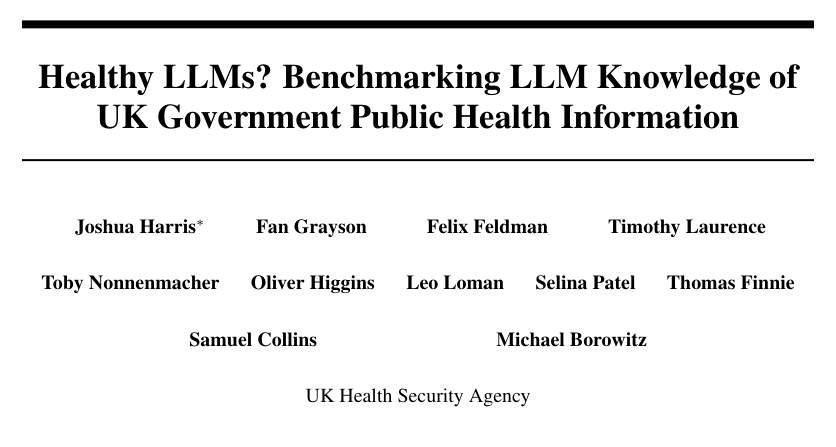 Healthy LLMs? Benchmarking LLM Knowledge of
UK Government Public Health Information
Joshua Harris* Fan Grayson Felix Feldman Timothy Laurence
Toby Nonnenmacher Oliver Higgins Leo Loman Selina Patel Thomas Finnie
Samuel Collins Michael Borowitz
UK Health Security Agency